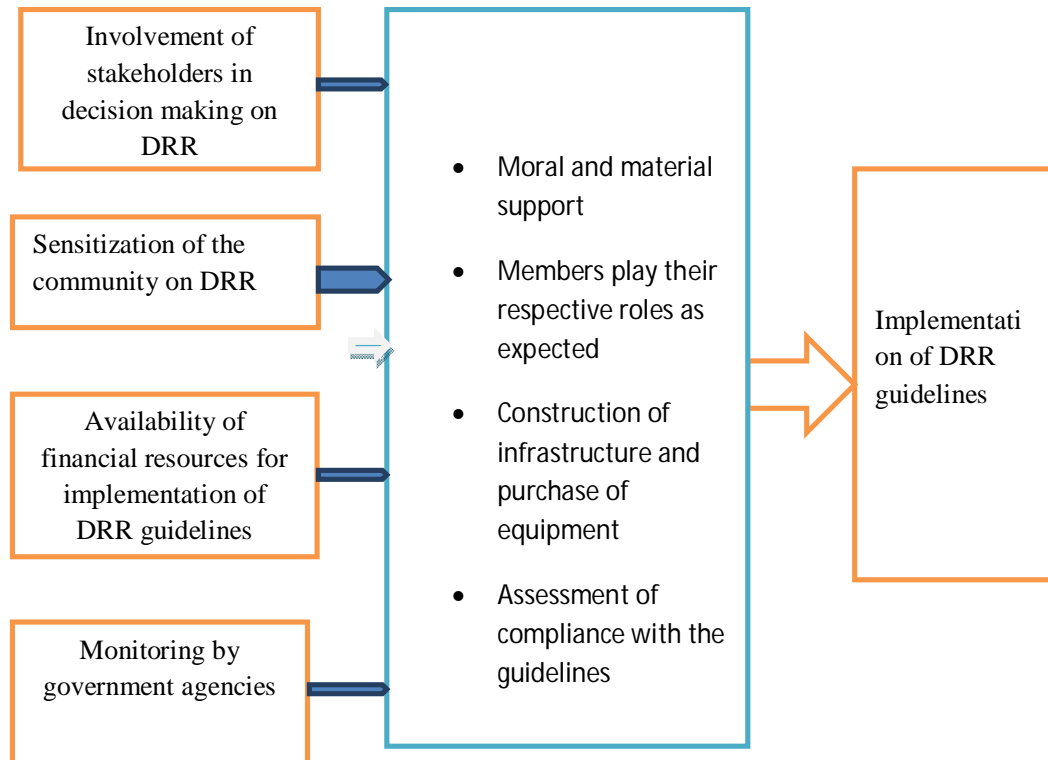 Involvement of
stakeholders in
decision making on
DRR
Sensitization of the
community on DRR
Availability of
financial resources for
implementation of
DRR guidelines
Monitoring by
government agencies
• Moral and material
support
• Members play their
respective roles as
expected
• Construction of
infrastructure and
purchase of
equipment
• Assessment of
compliance with the
guidelines
Implementati
on of DRR
guidelines